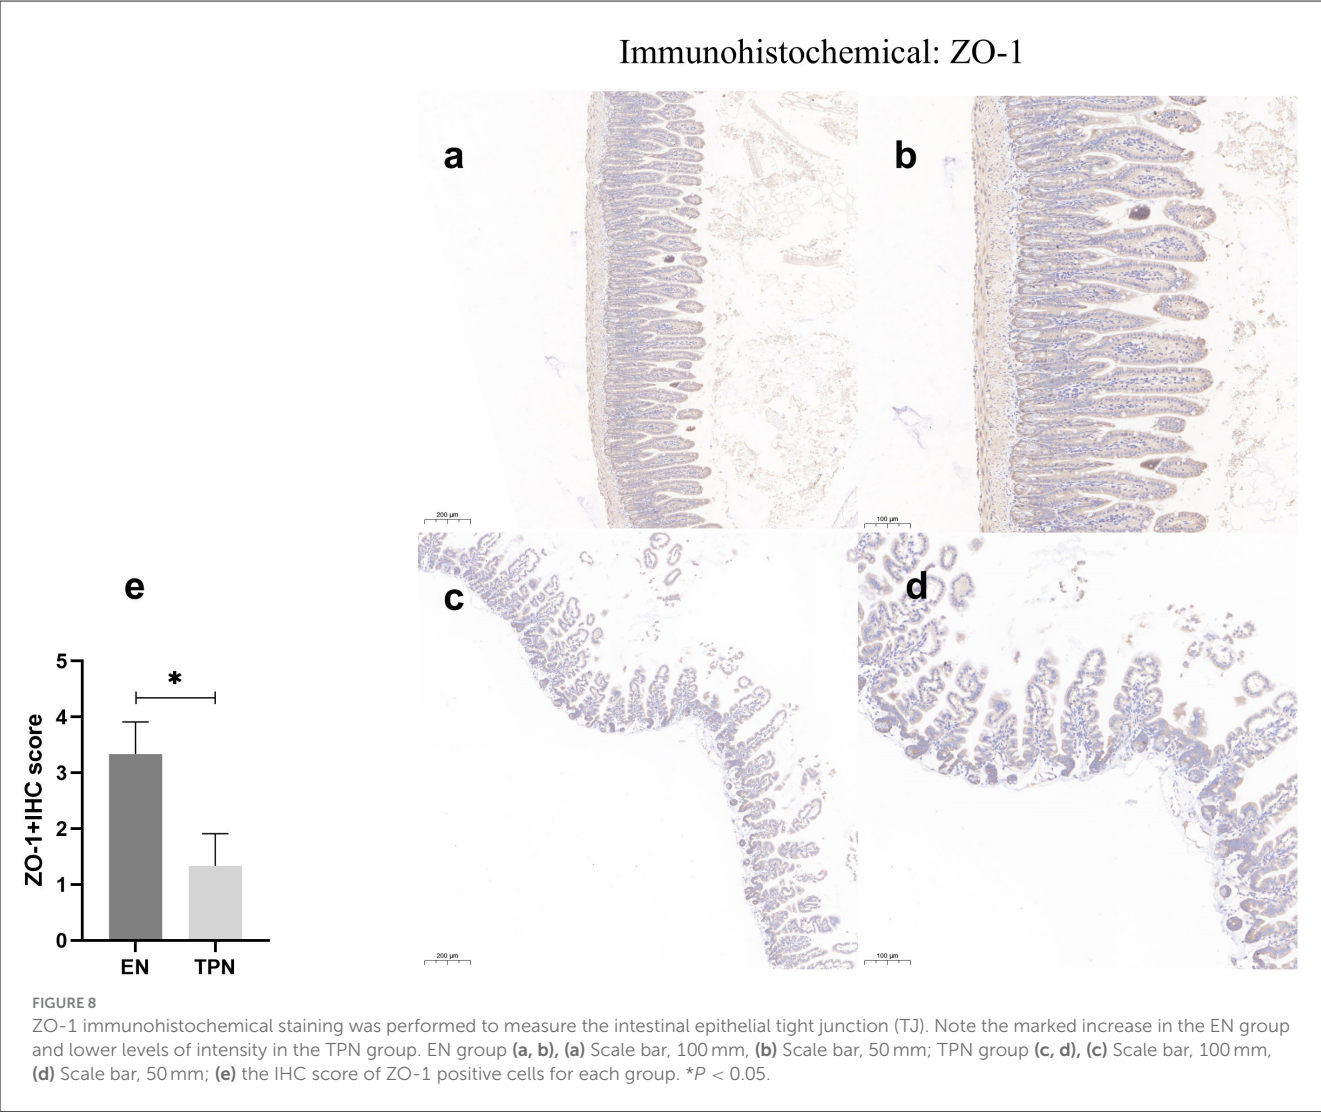 Immunohistochemical: ZO-1
a
b
200 μm
100 μm
c
d
200 μm
100 μm
e
5
4
3
2
1
0
ZO-1+IHC score
*
EN
TPN
FIGURE 8
ZO-1 immunohistochemical staining was performed to measure the intestinal epithelial tight junction (TJ). Note the marked increase in the EN group
and lower levels of intensity in the TPN group. EN group (a, b), (a) Scale bar, 100 mm, (b) Scale bar, 50 mm; TPN group (c, d), (c) Scale bar, 100 mm,
(d) Scale bar, 50 mm; (e) the IHC score of ZO-1 positive cells for each group. *P < 0.05.